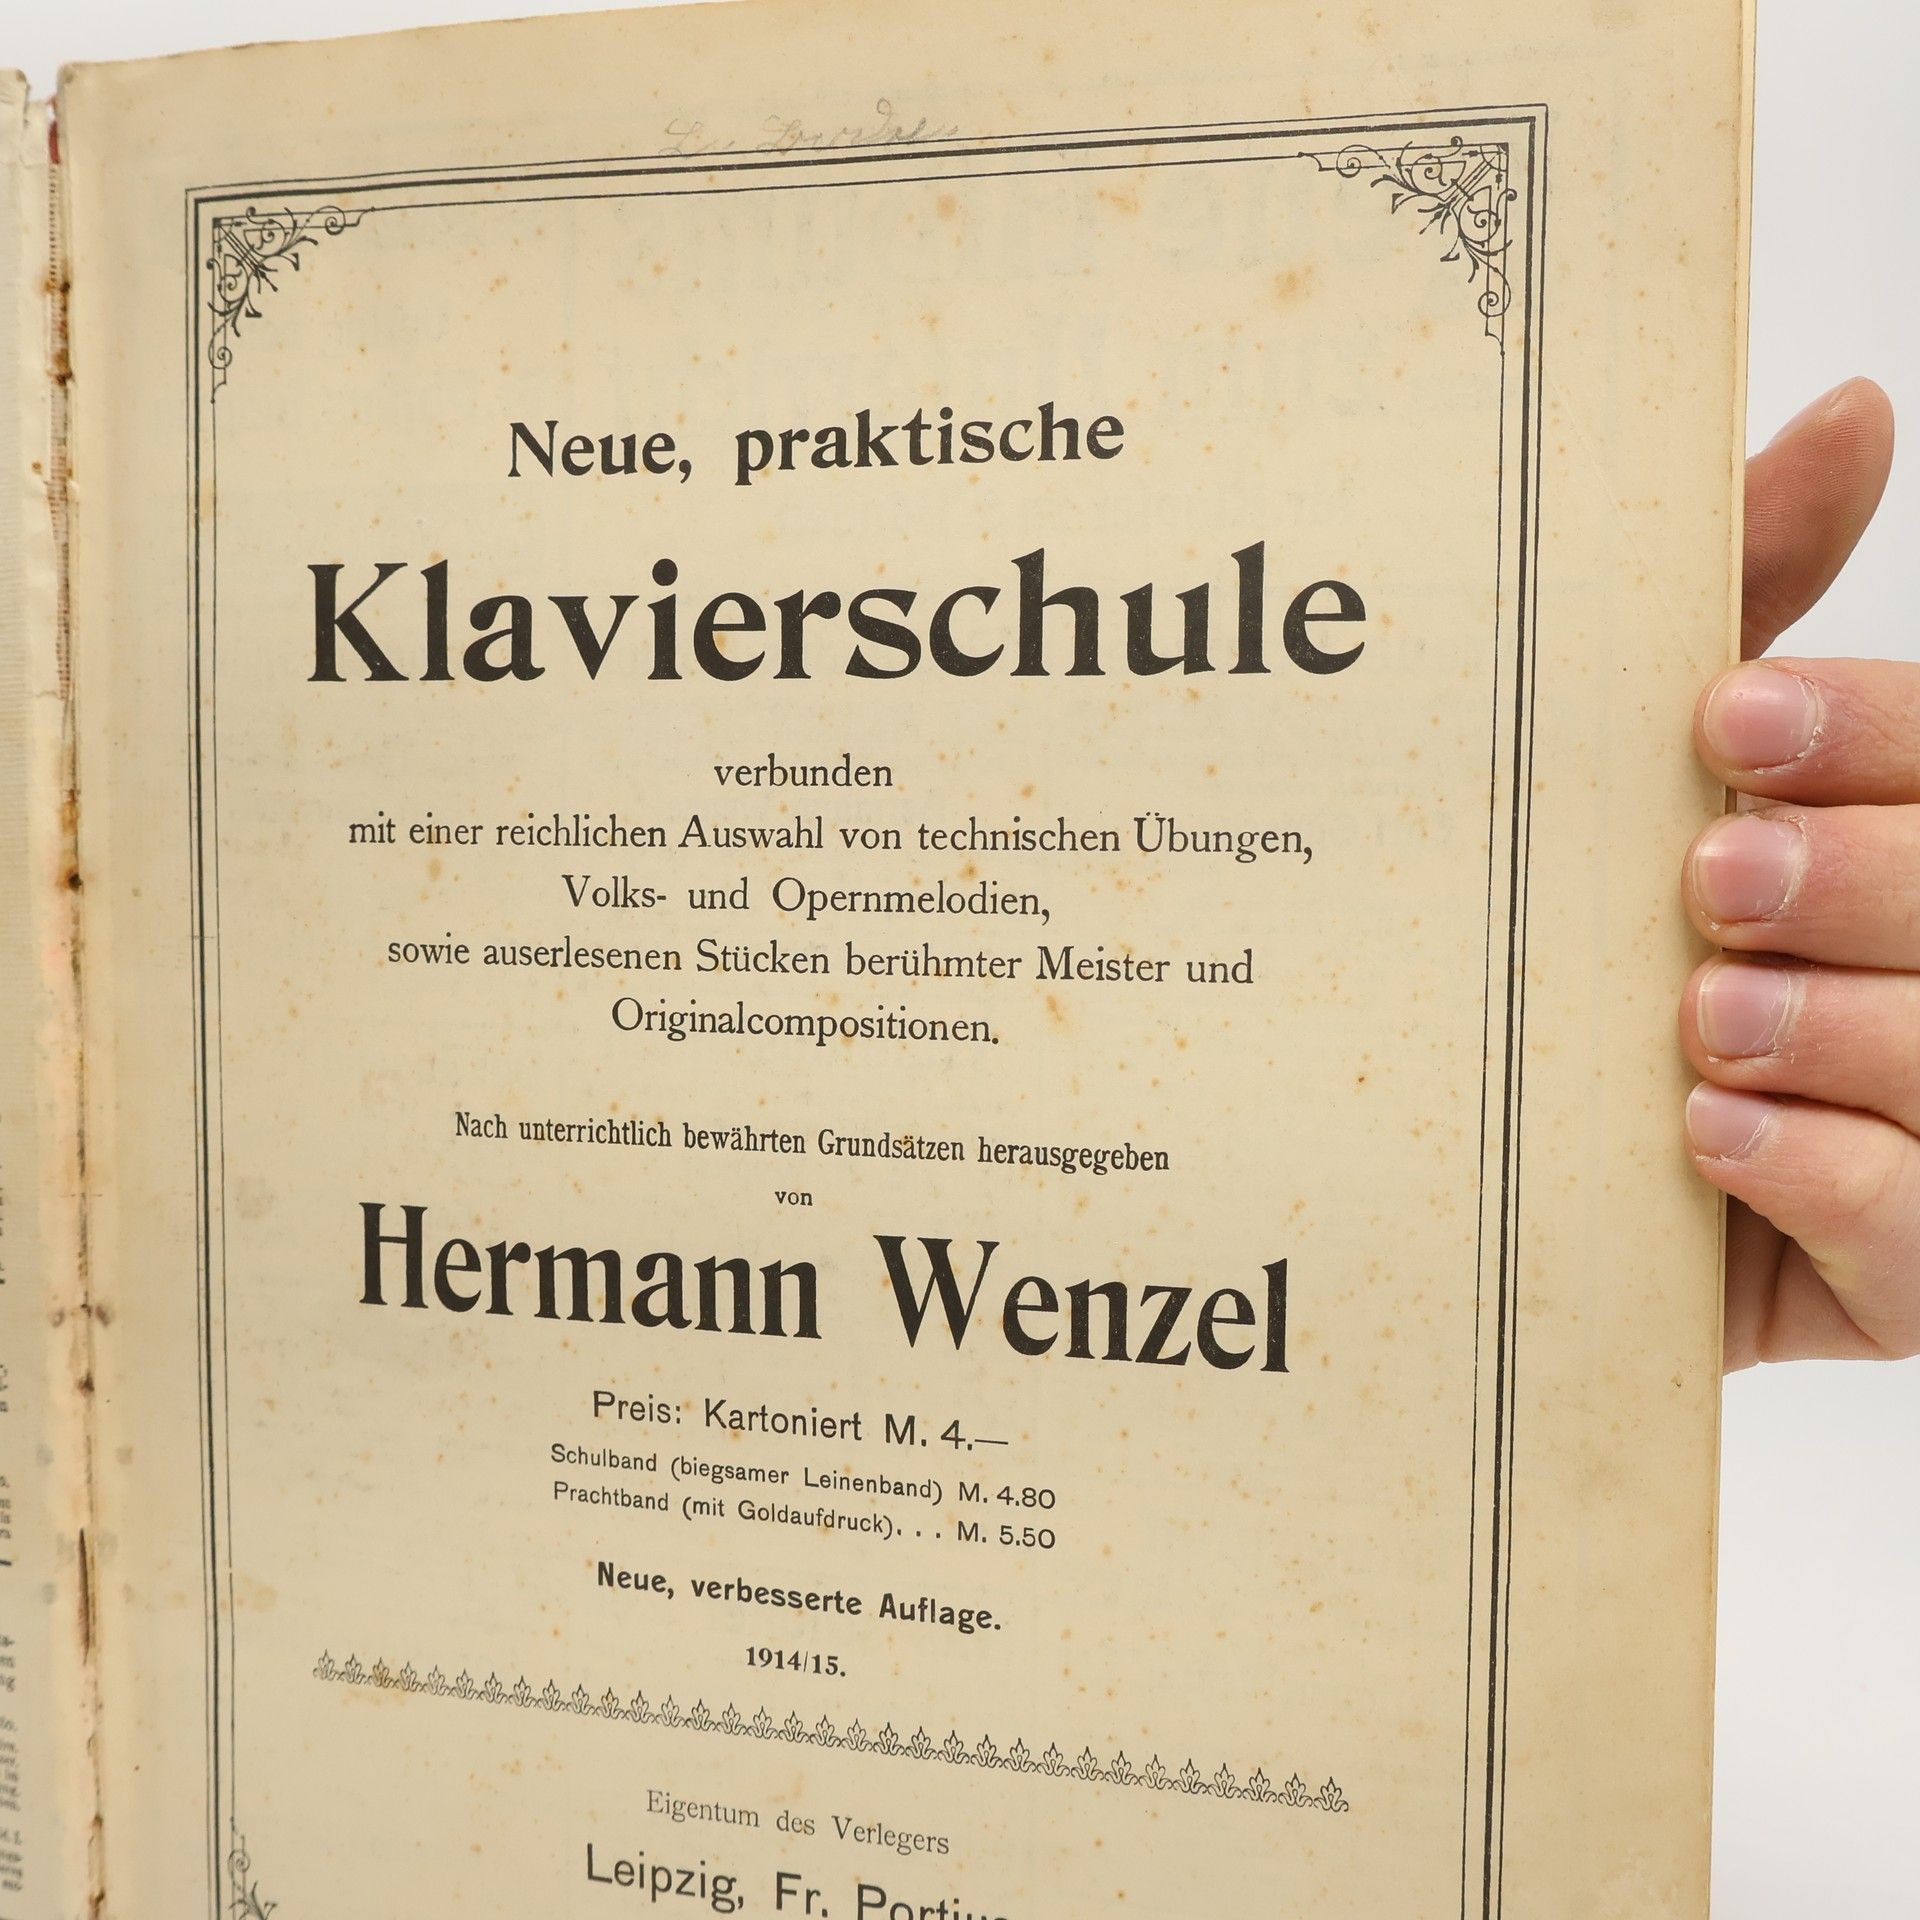 Neue, praktische
Klavierschule
verbunden
mit einer reichlichen Auswahl von technischen Übungen,
Volks- und Opernmelodien,
sowie auserlesenen Stücken berühmter Meister und
Originalcompositionen.
Nach unterrichtlich bewährten Grundsätzen herausgegeben
von
Hermann Wenzel
Preis: Kartoniert M. 4.—
Schulband (biegsamer Leinenband) M. 4.80
Prachtband (mit Goldaufdruck). . . M. 5.50
Neue, verbesserte Auflage.
1914/15.
Eigentum des Verlegers
Leipzig, Fr.